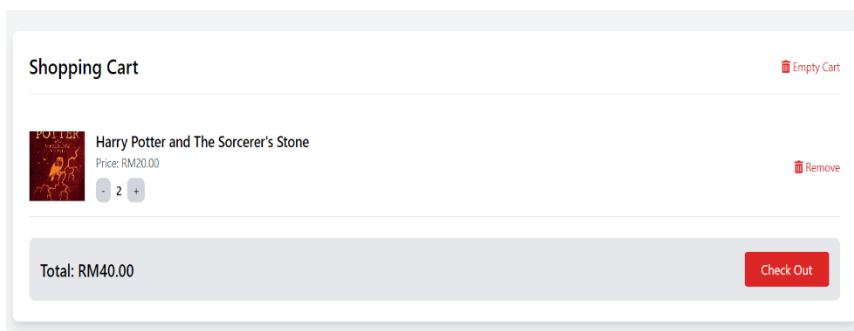 Shopping Cart
Empty Cart
POTTER
Harry Potter and The Sorcerer's Stone
Price: RM20.00
- 2 +
Remove
Total: RM40.00
Check Out